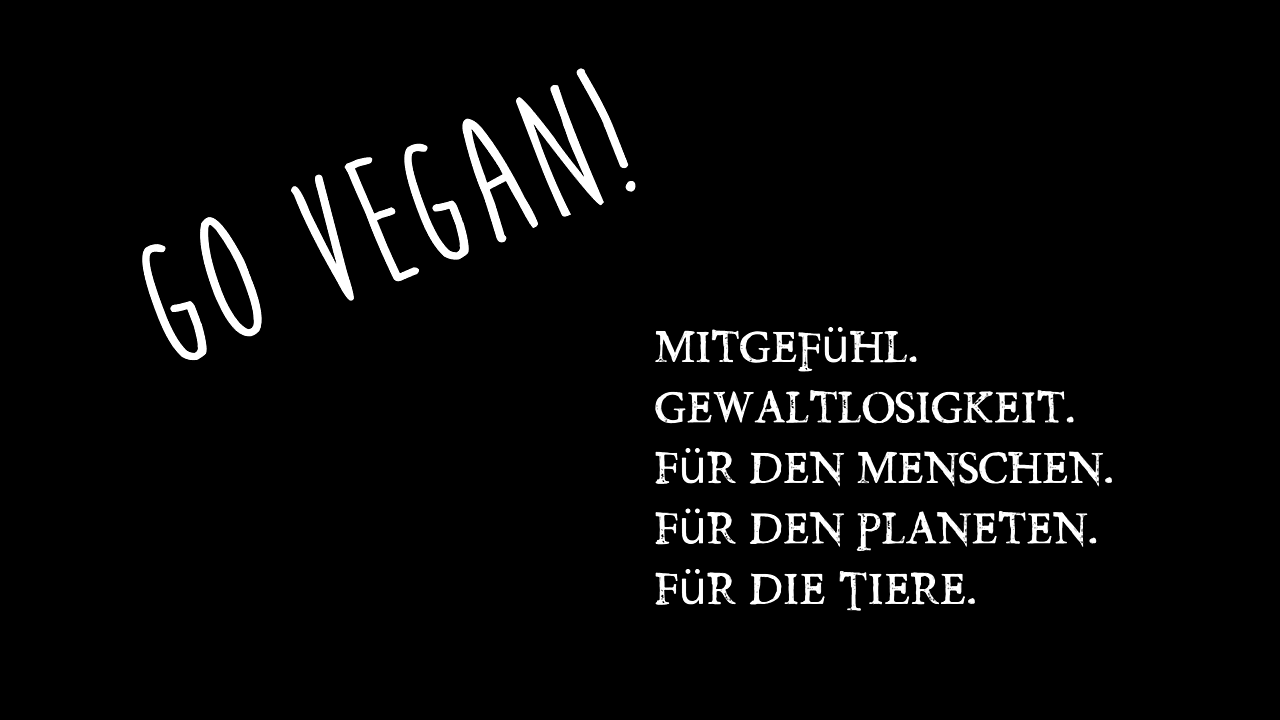 GO VEGAN!
MITGEFÜHL.
GEWALTLOSIGKEIT.
FÜR DEN MENSCHEN.
FÜR DEN PLANETEN.
FÜR DIE TIERE.